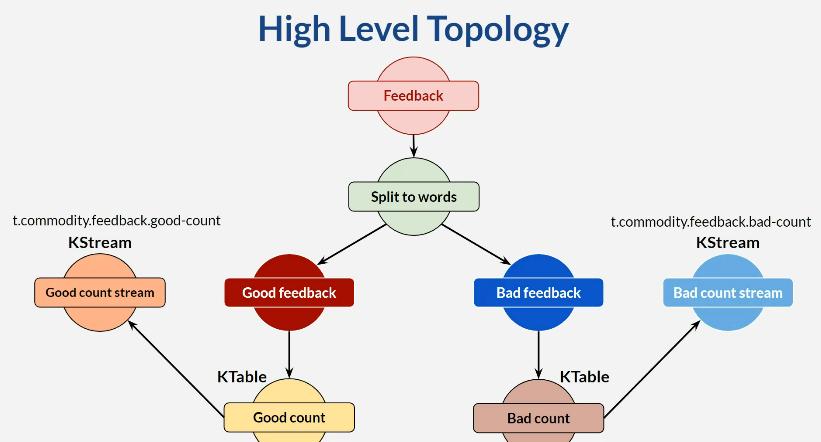 High Level Topology
Feedback
Split to words
t.commodity.feedback.good-count
KStream
t.commodity.feedback.bad-count
KStream
Good count stream
Good feedback
Bad feedback
Bad count stream
KTable
KTable
Good count
Bad count